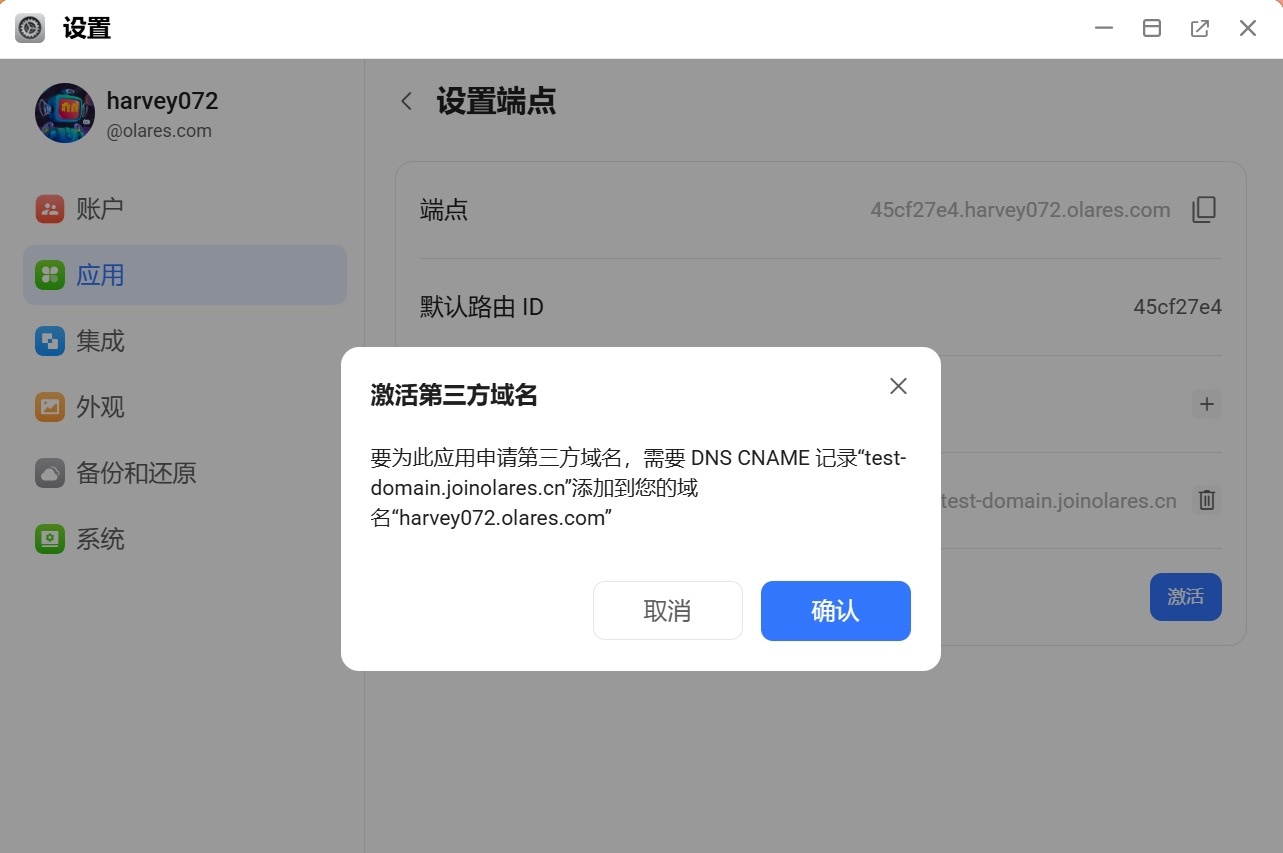 设置
harvey072
@olares.com
账户
应用
集成
外观
备份和还原
系统
设置端点
端点
45cf27e4.harvey072.olares.com
默认路由 ID
45cf27e4
激活第三方域名
要为此应用申请第三方域名，需要 DNS CNAME 记录“test-
domain.joinolares.cn”添加到您的域
名“harvey072.olares.com”
取消
确认
test-domain.joinolares.cn
激活